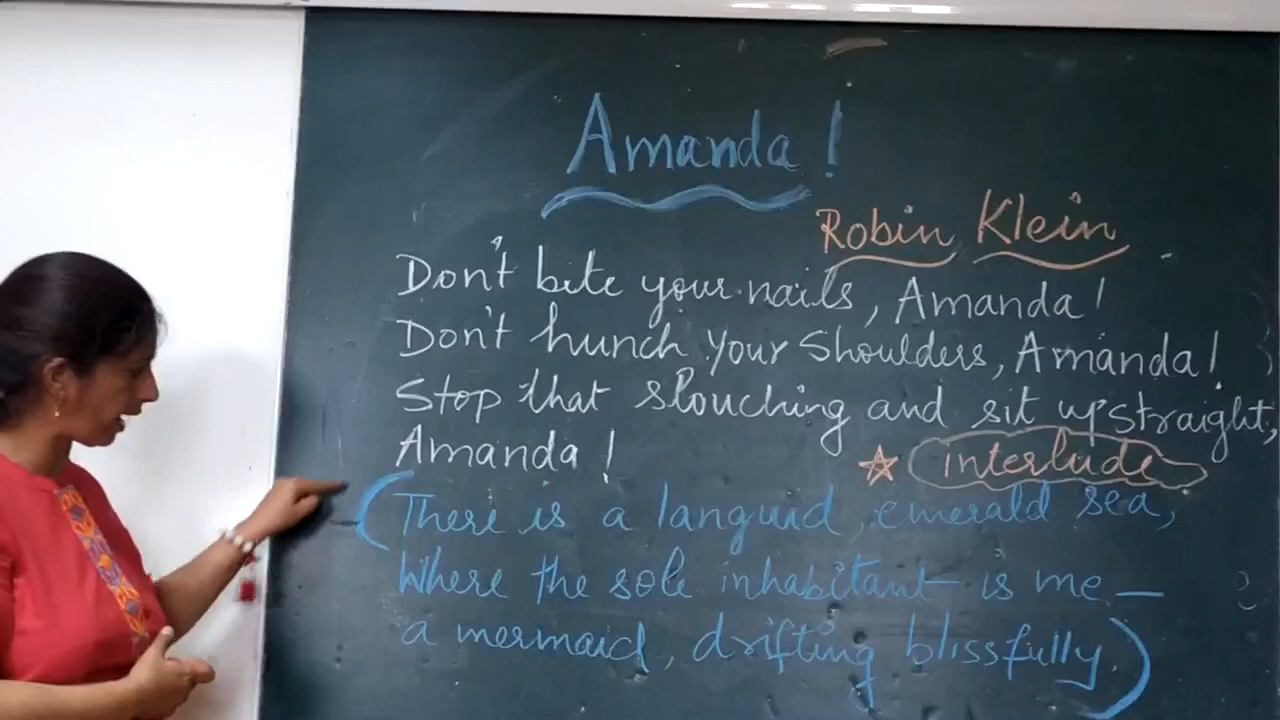 Amanda!
Robin Klein
Don't bite your nails, Amanda!
Don't hunch your shoulders, Amanda!
Stop that slouching and sit up straight,
Amanda!
☆ interlude
(There is a languid, emerald sea,
Where the sole inhabitant is me —
a mermaid, drifting blissfully.)